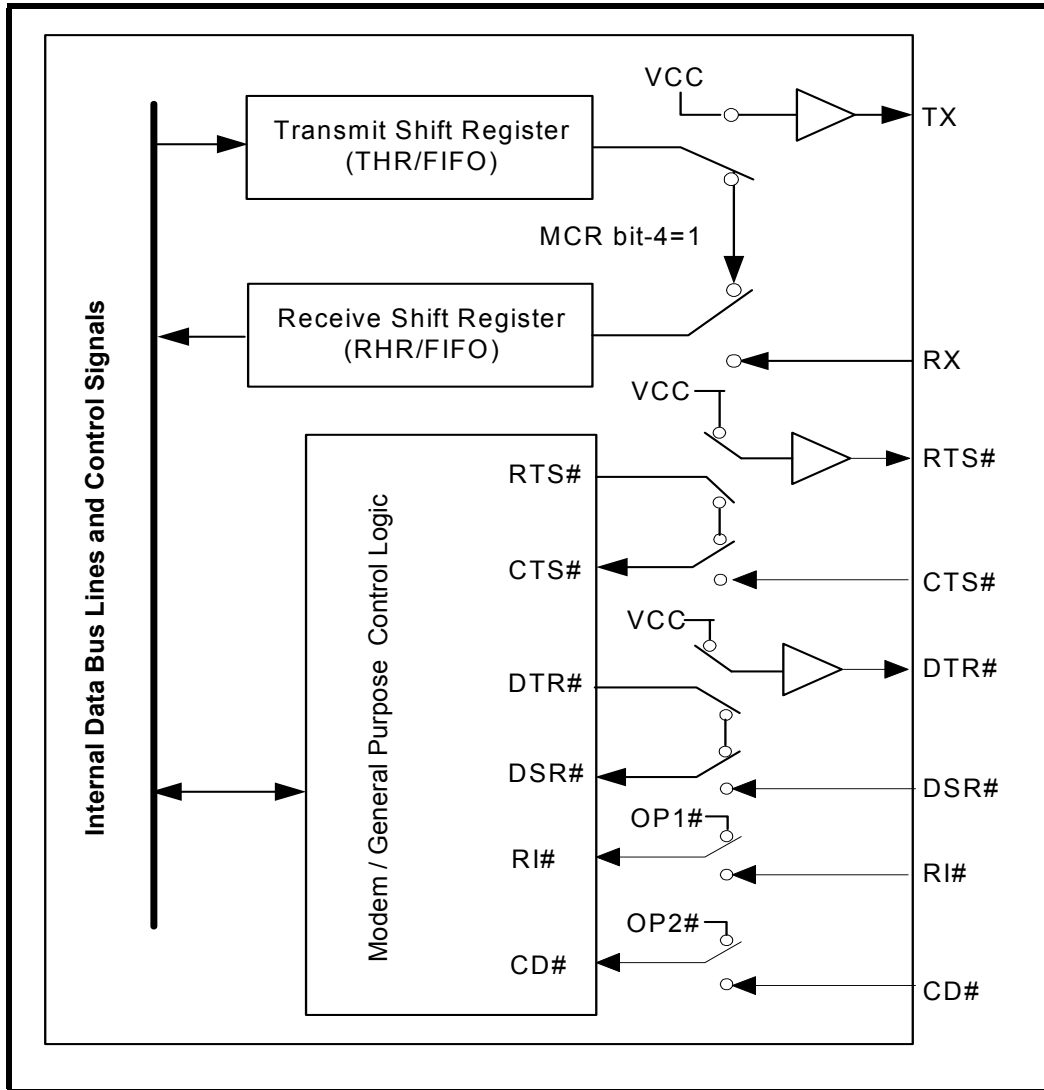 VCC
TX
Transmit Shift Register
(THR/FIFO)
MCR bit-4=1
Receive Shift Register
(RHR/FIFO)
RX
VCC
RTS#
RTS#
CTS#
CTS#
VCC
DTR#
DTR#
DSR#
DSR#
OP1#
RI#
RI#
OP2#
CD#
CD#
Internal Data Bus Lines and Control Signals
Modem / General Purpose Control Logic